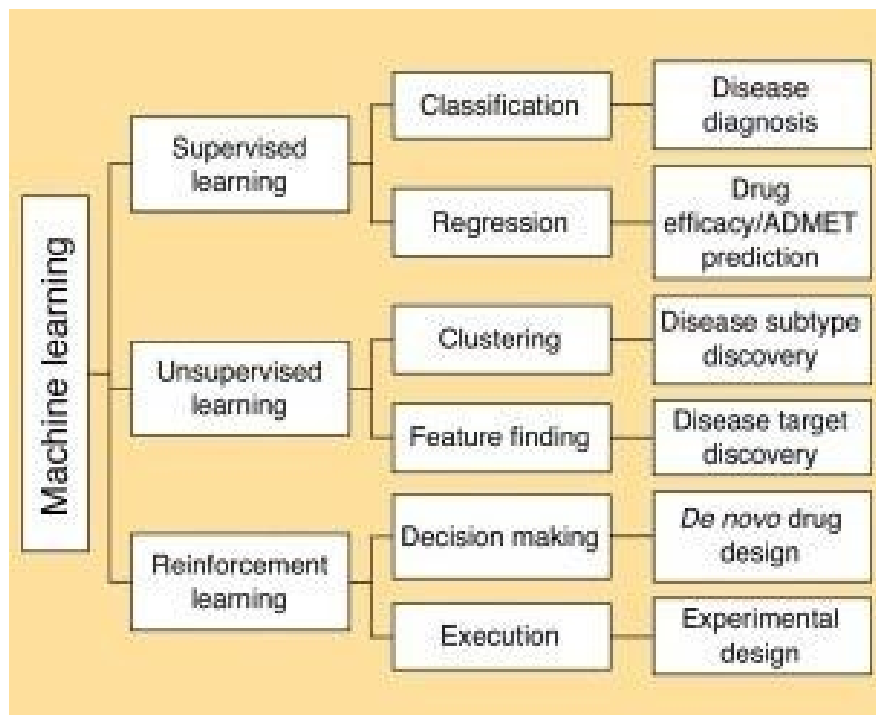 Machine learning
Supervised
learning
Classification
Disease
diagnosis
Regression
Drug
efficacy/ADMET
prediction
Unsupervised
learning
Clustering
Disease subtype
discovery
Feature finding
Disease target
discovery
Reinforcement
learning
Decision making
De novo drug
design
Execution
Experimental
design